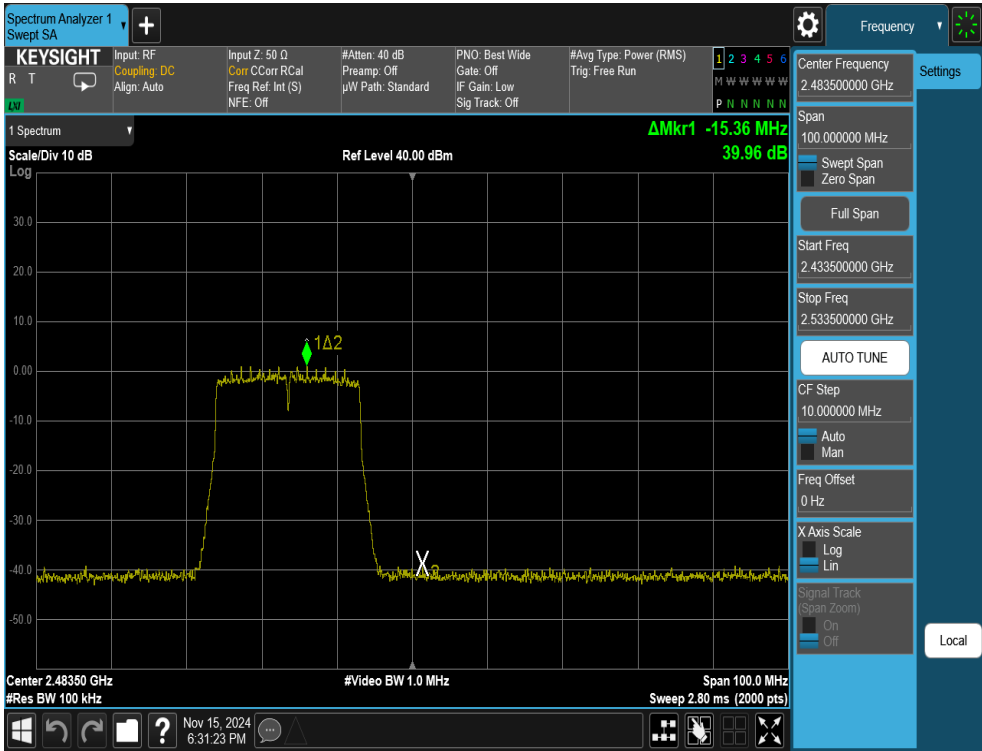 Spectrum Analyzer 1
Swept SA
Frequency
KEYSIGHT
R T
LXI
Input: RF
Coupling: DC
Align: Auto
Input Z: 50 Ω
Corr CCorr RCal
Freq Ref: Int (S)
NFE: Off
#Atten: 40 dB
Preamp: Off
µW Path: Standard
PNO: Best Wide
Gate: Off
IF Gain: Low
Sig Track: Off
#Avg Type: Power (RMS)
Trig: Free Run
1 2 3 4 5 6
M W W W W W
P N N N N N
1 Spectrum
ΔMkr1 -15.36 MHz
39.96 dB
Scale/Div 10 dB
Ref Level 40.00 dBm
Log
30.0
20.0
10.0
0.00
-10.0
-20.0
-30.0
-40.0
-50.0
1Δ2
X
Center 2.48350 GHz
#Video BW 1.0 MHz
Span 100.0 MHz
#Res BW 100 kHz
Sweep 2.80 ms (2000 pts)
Center Frequency
2.483500000 GHz
Settings
Span
100.000000 MHz
Swept Span
Zero Span
Full Span
Start Freq
2.433500000 GHz
Stop Freq
2.533500000 GHz
AUTO TUNE
CF Step
10.000000 MHz
Auto
Man
Freq Offset
0 Hz
X Axis Scale
Log
Lin
Signal Track
(Span Zoom)
On
Off
Local
?
Nov 15, 2024
6:31:23 PM